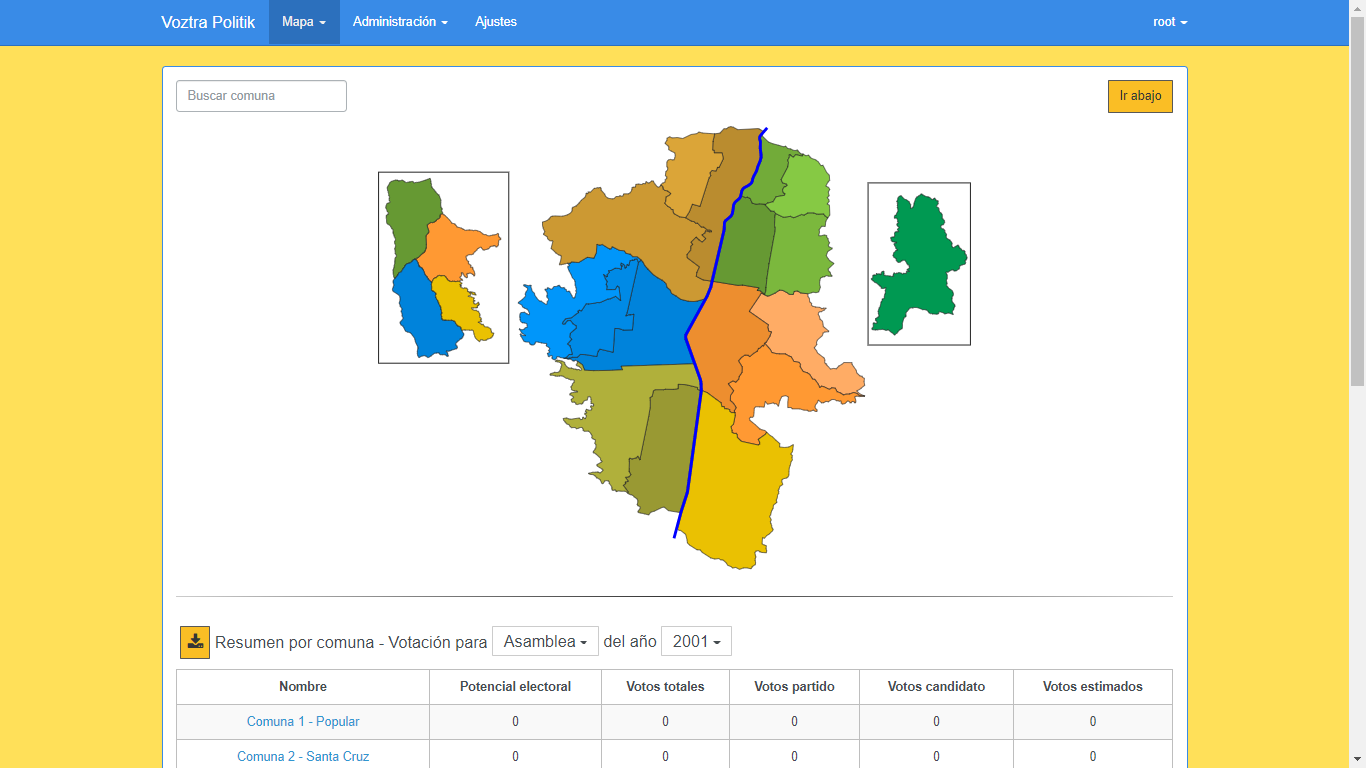 Voztra Politik Mapa Administración Ajustes root
Buscar comuna Ir abajo
Resumen por comuna - Votación para Asamblea del año 2001
Nombre Potencial electoral Votos totales Votos partido Votos candidato Votos estimados
Comuna 1 - Popular 0 0 0 0 0
Comuna 2 - Santa Cruz 0 0 0 0 0